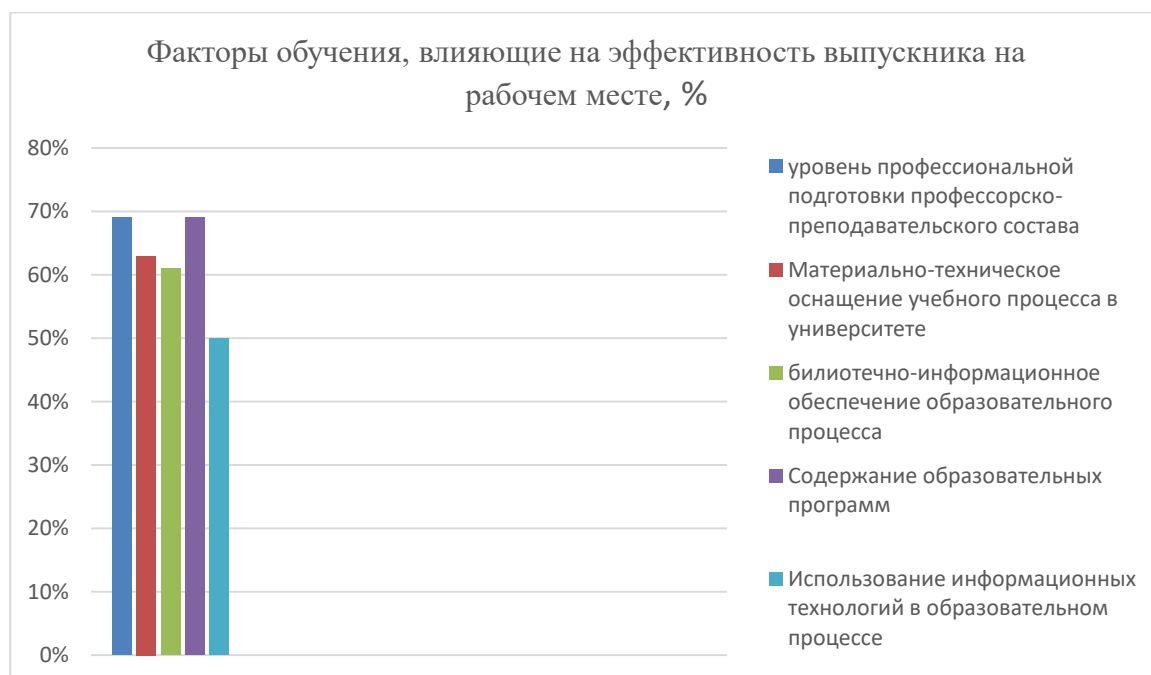 Факторы обучения, влияющие на эффективность выпускника на
рабочем месте, %
80%
70%
60%
50%
40%
30%
20%
10%
0%
уровень профессиональной
подготовки профессорско-
преподавательского состава
Материально-техническое
оснащение учебного процесса в
университете
билиотечно-информационное
обеспечение образовательного
процесса
Содержание образовательных
программ
Использование информационных
технологий в образовательном
процессе